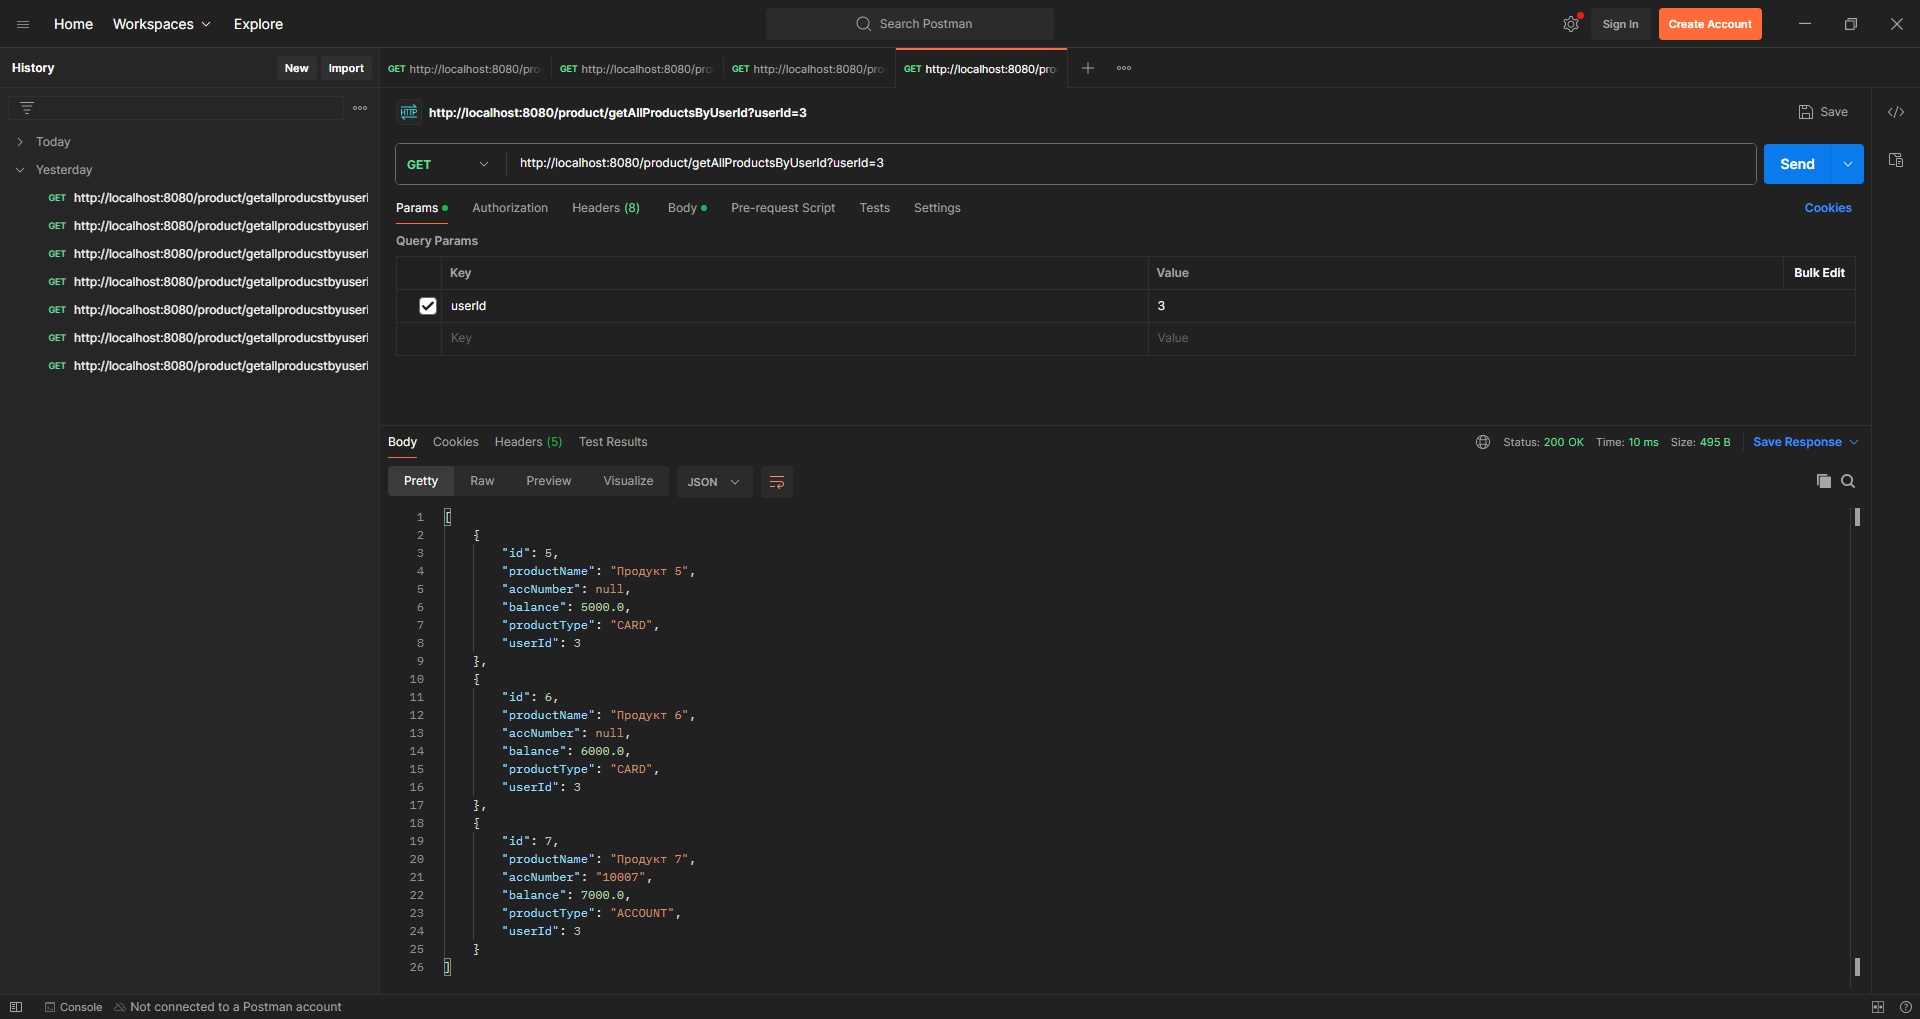 Home Workspaces Explore
Search Postman
Sign In Create Account
History New Import
GET http://localhost:8080/pro GET http://localhost:8080/pro GET http://localhost:8080/pro GET http://localhost:8080/pro
HTTP http://localhost:8080/product/getAllProductsByUserId?userId=3
Save
Today
Yesterday
GET http://localhost:8080/product/getallproducstbyuseri
GET http://localhost:8080/product/getallproducstbyuseri
GET http://localhost:8080/product/getallproducstbyuseri
GET http://localhost:8080/product/getallproducstbyuseri
GET http://localhost:8080/product/getallproducstbyuseri
GET http://localhost:8080/product/getallproducstbyuseri
GET http://localhost:8080/product/getallproducstbyuseri
GET http://localhost:8080/product/getAllProductsByUserId?userId=3 Send
Params Authorization Headers (8) Body Pre-request Script Tests Settings Cookies
Query Params
Key Value Bulk Edit
userId 3
Key Value
Body Cookies Headers (5) Test Results Status: 200 OK Time: 10 ms Size: 495 B Save Response
Pretty Raw Preview Visualize JSON
1 [
2 {
3 "id": 5,
4 "productName": "Продукт 5",
5 "accNumber": null,
6 "balance": 5000.0,
7 "productType": "CARD",
8 "userId": 3
9 },
10 {
11 "id": 6,
12 "productName": "Продукт 6",
13 "accNumber": null,
14 "balance": 6000.0,
15 "productType": "CARD",
16 "userId": 3
17 },
18 {
19 "id": 7,
20 "productName": "Продукт 7",
21 "accNumber": "10007",
22 "balance": 7000.0,
23 "productType": "ACCOUNT",
24 "userId": 3
25 }
26 ]
Console Not connected to a Postman account